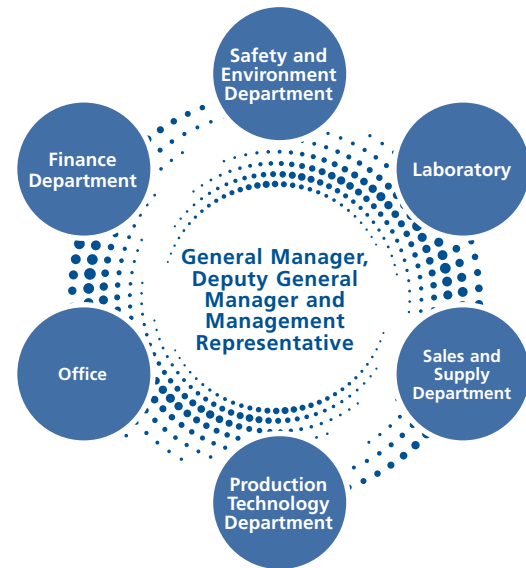 Safety and
Environment
Department
Finance
Department
Laboratory
General Manager,
Deputy General
Manager and
Management
Representative
Office
Sales and
Supply
Department
Production
Technology
Department